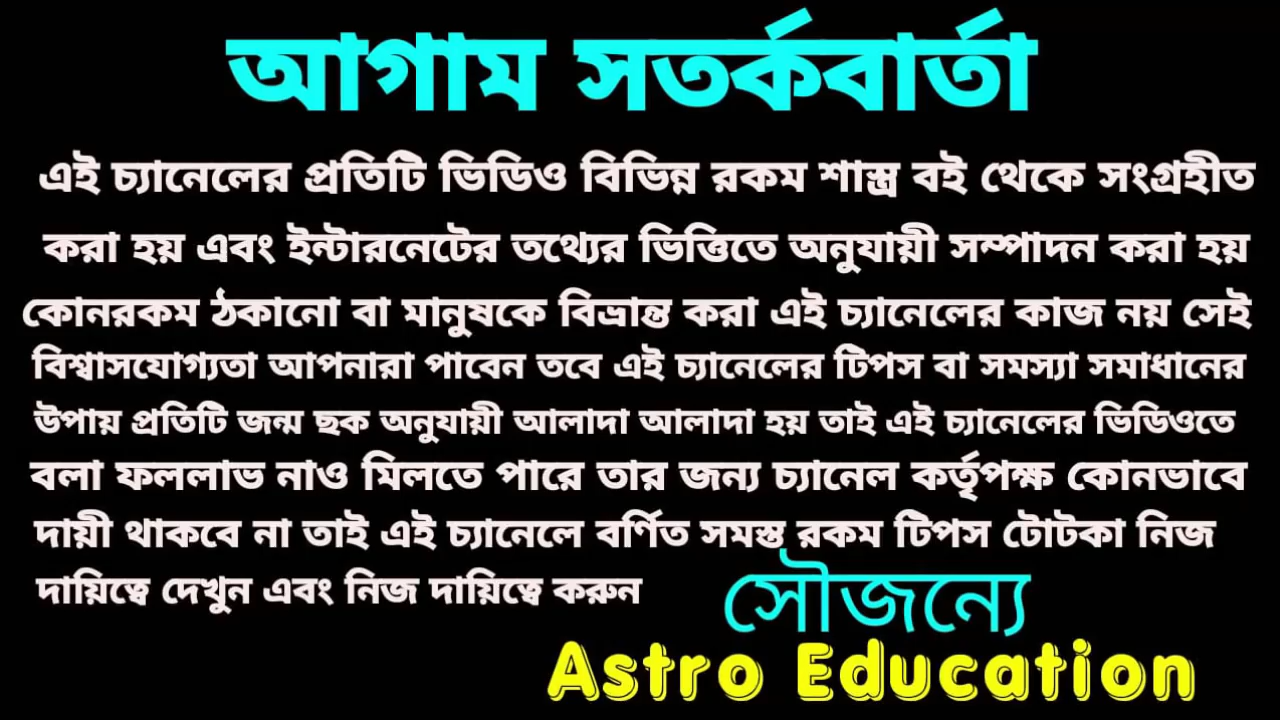 আগাম সতর্কবার্তা
এই চ্যানেলের প্রতিটি ভিডিও বিভিন্ন রকম শাস্ত্র বই থেকে সংগ্রহীত
করা হয় এবং ইন্টারনেটের তথ্যের ভিত্তিতে অনুযায়ী সম্পাদন করা হয়
কোনরকম ঠকানো বা মানুষকে বিভ্রান্ত করা এই চ্যানেলের কাজ নয় সেই
বিশ্বাসযোগ্যতা আপনারা পাবেন তবে এই চ্যানেলের টিপস বা সমস্যা সমাধানের
উপায় প্রতিটি জন্ম ছক অনুযায়ী আলাদা আলাদা হয় তাই এই চ্যানেলের ভিডিওতে
বলা ফললাভ নাও মিলতে পারে তার জন্য চ্যানেল কর্তৃপক্ষ কোনভাবে
দায়ী থাকবে না তাই এই চ্যানেলে বর্ণিত সমস্ত রকম টিপস টোটকা নিজ
দায়িত্বে দেখুন এবং নিজ দায়িত্বে করুন
সৌজন্যে
Astro Education